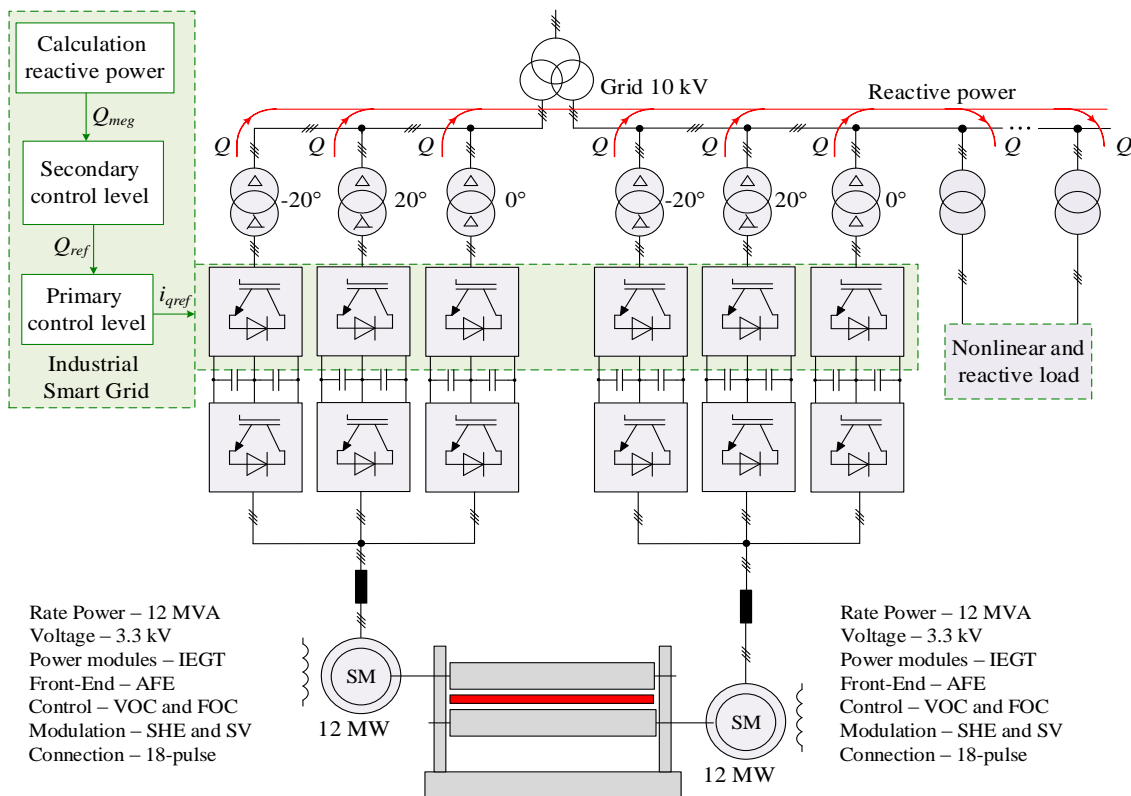 Calculation
reactive power
Q_meg
Secondary
control level
Q_ref
Primary
control level
i_qref
Industrial
Smart Grid
Grid 10 kV
Reactive power
Q
Q
Q
Q
Q
Q
Q
Q
-20°
20°
0°
-20°
20°
0°
Nonlinear and
reactive load
Rate Power – 12 MVA
Voltage – 3.3 kV
Power modules – IEGT
Front-End – AFE
Control – VOC and FOC
Modulation – SHE and SV
Connection – 18-pulse
SM
12 MW
SM
12 MW
Rate Power – 12 MVA
Voltage – 3.3 kV
Power modules – IEGT
Front-End – AFE
Control – VOC and FOC
Modulation – SHE and SV
Connection – 18-pulse